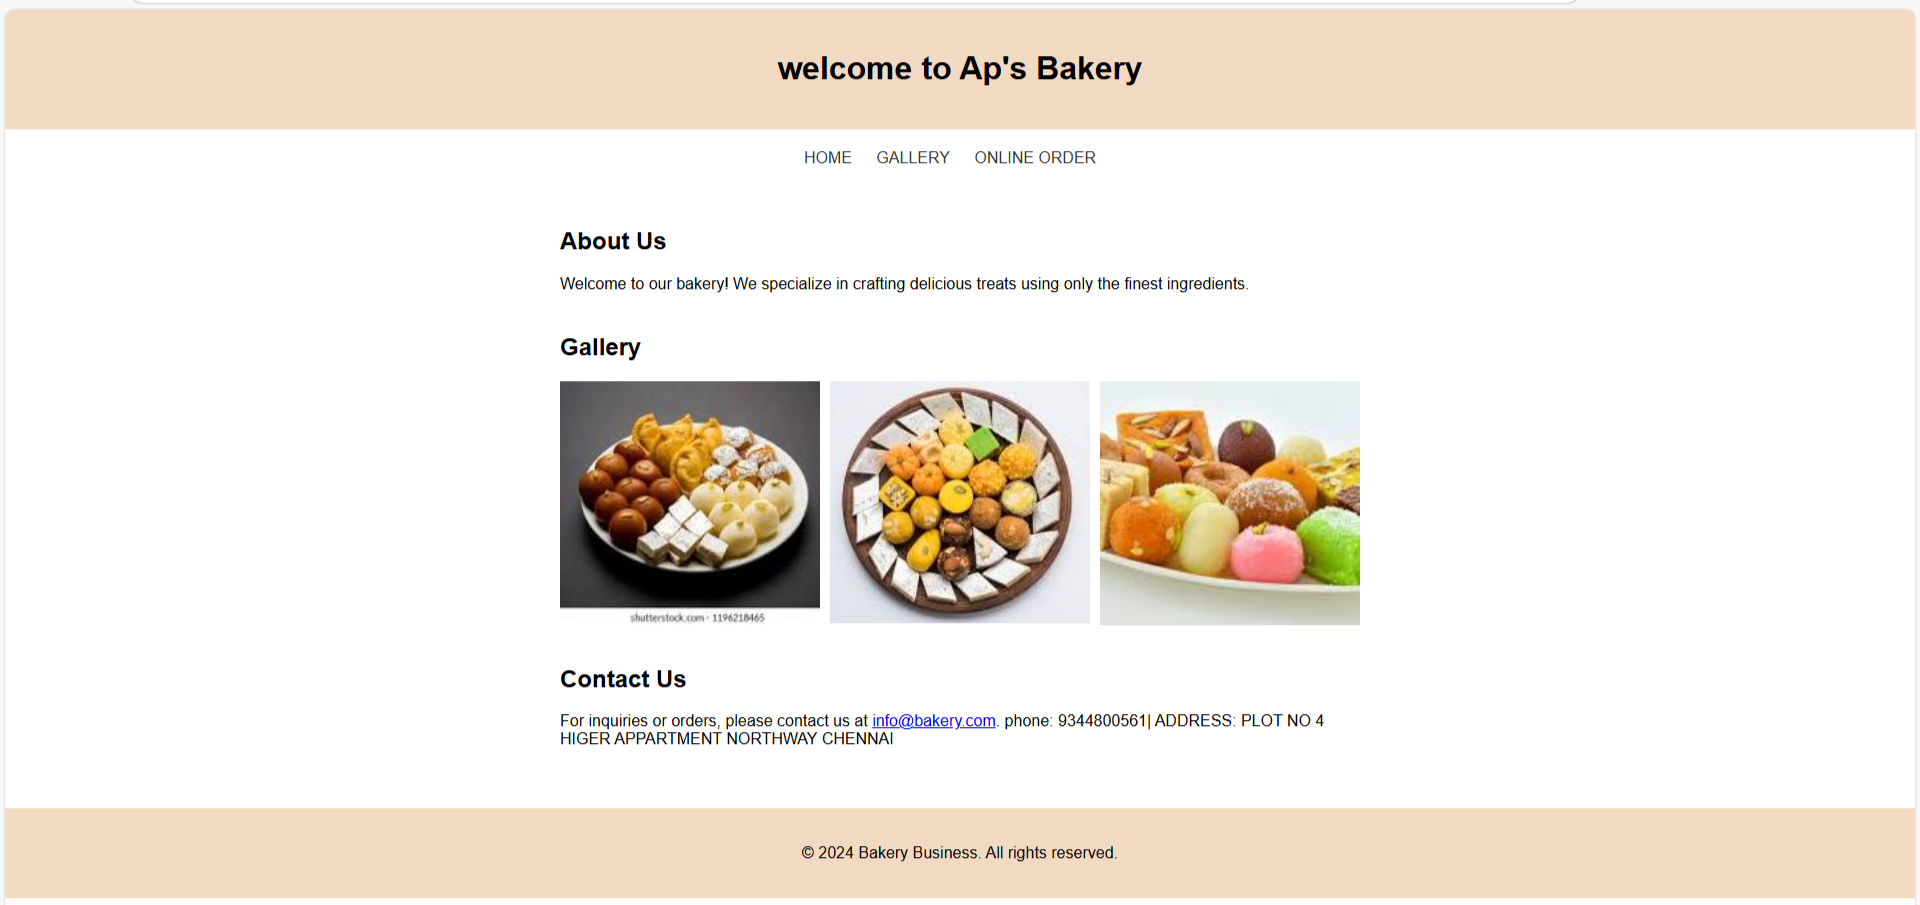 welcome to Ap's Bakery
HOME GALLERY ONLINE ORDER
About Us
Welcome to our bakery! We specialize in crafting delicious treats using only the finest ingredients.
Gallery
shutterstock.com · 1196218465
Contact Us
For inquiries or orders, please contact us at info@bakery.com. phone: 9344800561| ADDRESS: PLOT NO 4
HIGER APPARTMENT NORTHWAY CHENNAI
© 2024 Bakery Business. All rights reserved.